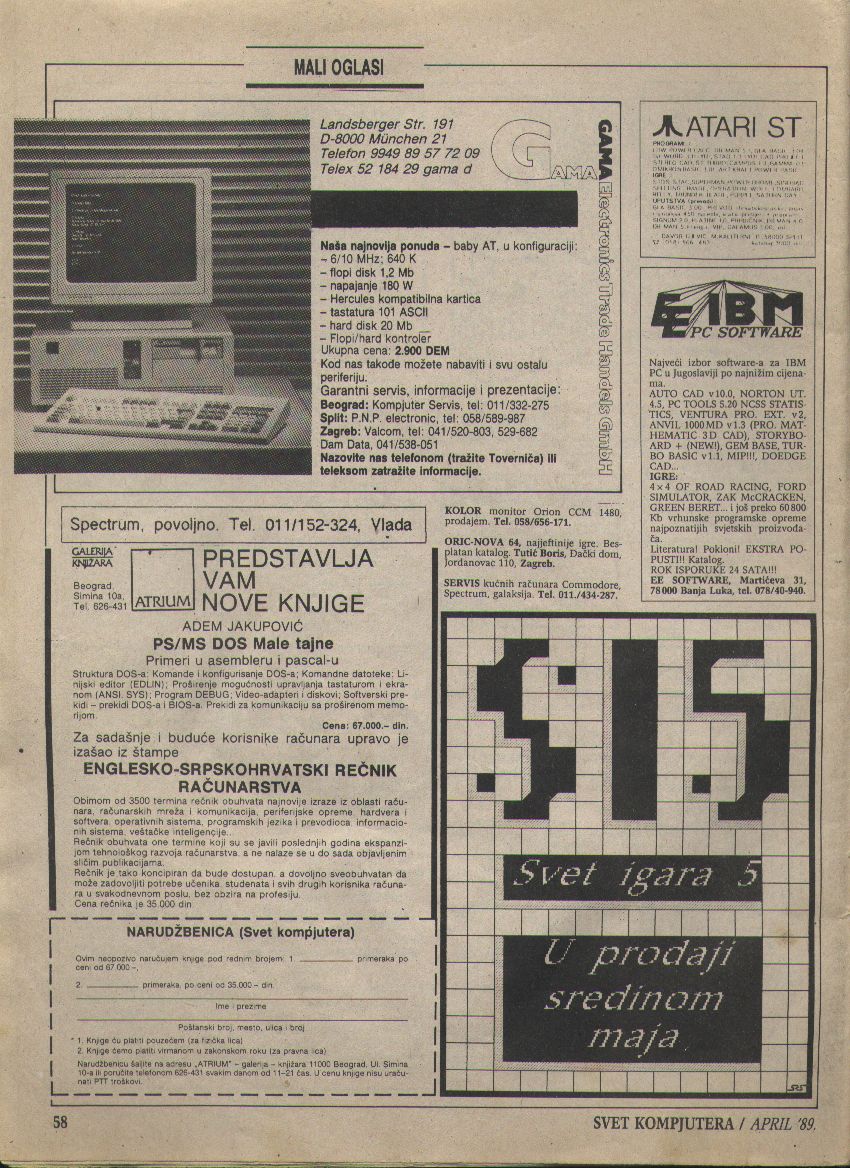 MALI OGLASI
Landsberger Str. 191
D-8000 München 21
Telefon 9949 89 57 72 09
Telex 52 184 29 gama d
GAMA
GAMA Electronics Trade Handels GmbH
Naša najnovija ponuda – baby AT, u konfiguraciji:
– 6/10 MHz; 640 K
– flopi disk 1,2 Mb
– napajanje 180 W
– Hercules kompatibilna kartica
– tastatura 101 ASCII
– hard disk 20 Mb
– Flopi/hard kontroler
Ukupna cena: 2.900 DEM
Kod nas takođe možete nabaviti i svu ostalu
periferiju.
Garantni servis, informacije i prezentacije:
Beograd: Kompjuter Servis, tel: 011/332-275
Split: P.N.P. electronic, tel: 058/589-987
Zagreb: Valcom, tel: 041/520-803, 529-682
Dam Data, 041/538-051
Nazovite nas telefonom (tražite Tovernića) III
teleksom zatražite informacije.
ATARI ST
PROGRAMI
IGRE
UPUTSTVA (prevodi)
EE IBM
PC SOFTWARE
Najveći izbor software-a za IBM
PC u Jugoslaviji po najnižim cijena-
ma.
AUTO CAD v10.0, NORTON UT.
4.5, PC TOOLS 5.20 NCSS STATIS-
TICS, VENTURA PRO. EXT. v2,
ANVIL 1000MD v1.3 (PRO. MAT-
HEMATIC 3D CAD), STORYBO-
ARD + (NEW!), GEM BASE, TUR-
BO BASIC v1.1, MIP!!!, DOEDGE
CAD...
IGRE:
4×4 OF ROAD RACING, FORD
SIMULATOR, ZAK McCRACKEN,
GREEN BERET... i još preko 60800
Kb vrhunske programske opreme
najpoznatijih svjetskih proizvođa-
ča.
Literatura! Pokloni! EKSTRA PO-
PUSTI!! Katalog.
ROK ISPORUKE 24 SATA!!!
EE SOFTWARE, Martićeva 31,
78000 Banja Luka, tel. 078/40-940.
Spectrum, povoljno. Tel. 011/152-324, Vlada
KOLOR monitor Orion CCM 1480,
prodajem. Tel. 058/656-171.
ORIC-NOVA 64, najjeftinije igre. Bes-
platan katalog. Tutić Boris, Đački dom,
Jordanovac 110, Zagreb.
SERVIS kućnih računara Commodore,
Spectrum, galaksija. Tel. 011./434-287.
GALERIJA
KNJIŽARA
Beograd,
Simina 10a,
Tel. 626-431
ATRIUM
PREDSTAVLJA
VAM
NOVE KNJIGE
ADEM JAKUPOVIĆ
PS/MS DOS Male tajne
Primeri u asembleru i pascal-u
Struktura DOS-a; Komande i konfigurisanje DOS-a; Komandne datoteke; Li-
nijski editor (EDLIN); Proširenje mogućnosti upravljanja tastaturom i ekra-
nom (ANSI. SYS); Program DEBUG; Video-adapteri i diskovi; Softverski pre-
kidi – prekidi DOS-a i BIOS-a. Prekidi za komunikaciju sa proširenom memo-
rijom.
Cena: 67.000.– din.
Za sadašnje i buduće korisnike računara upravo je
izašao iz štampe
ENGLESKO-SRPSKOHRVATSKI REČNIK
RAČUNARSTVA
Obimom od 3500 termina rečnik obuhvata najnovije izraze iz oblasti raču-
nara, računarskih mreža i komunikacija, periferijske opreme, hardvera i
softvera, operativnih sistema, programskih jezika i prevodioca, informacio-
nih sistema, veštačke inteligencije...
Rečnik obuhvata one termine koji su se javili poslednjih godina ekspanzi-
jom tehnološkog razvoja računarstva, a ne nalaze se u do sada objavljenim
sličim publikacijama.
Rečnik je tako koncipiran da bude dostupan, a dovoljno sveobuhvatan da
može zadovoljiti potrebe učenika, studenata i svih drugih korisnika računa-
ra u svakodnevnom poslu, bez obzira na profesiju.
Cena rečnika je 35.000 din.
NARUDŽBENICA (Svet kompjutera)
Ovim neopozivo naručujem knjige pod rednim brojem: 1. primeraka po
ceni od 67 000.–,
2. primeraka, po ceni od 35.000.– din.
Ime i prezime
Poštanski broj, mesto, ulica i broj
* 1. Knjige ću platiti pouzećem (za fizička lica)
2. Knjige ćemo platiti virmanom u zakonskom roku (za pravna lica)
Narudžbenicu šaljite na adresu „ATRIUM" – galerija – knjižara 11000 Beograd, Ul. Simina
10-a ili poručite telefonom 626-431 svakim danom od 11–21 čas. U cenu knjige nisu uraču-
nati PTT troškovi.
SI5
Svet igara 5
U prodaji
sredinom
maja
58
SVET KOMPJUTERA / APRIL '89.